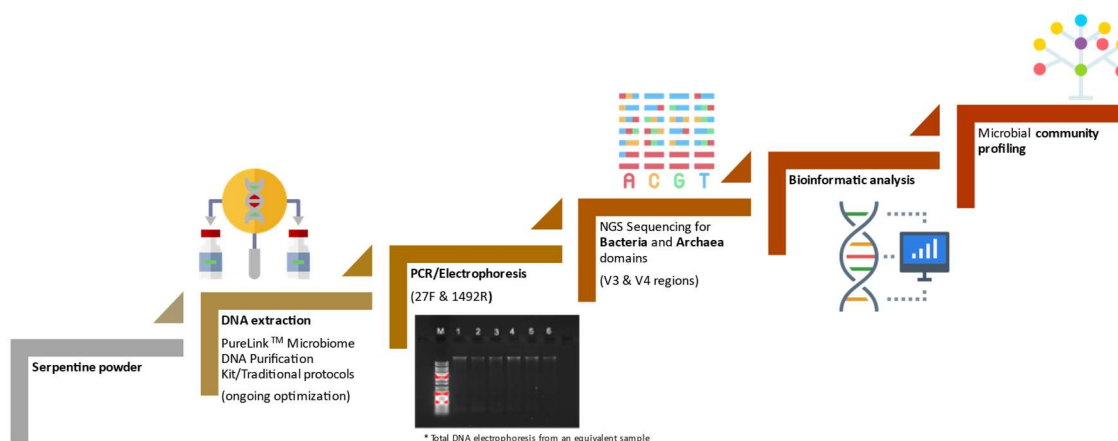 Serpentine powder
DNA extraction
PureLink™ Microbiome
DNA Purification
Kit/Traditional protocols
(ongoing optimization)
PCR/Electrophoresis
(27F & 1492R)
M 1 2 3 4 5 6
* Total DNA electrophoresis from an equivalent sample
A C G T
NGS Sequencing for
Bacteria and Archaea
domains
(V3 & V4 regions)
Bioinformatic analysis
Microbial community
profiling